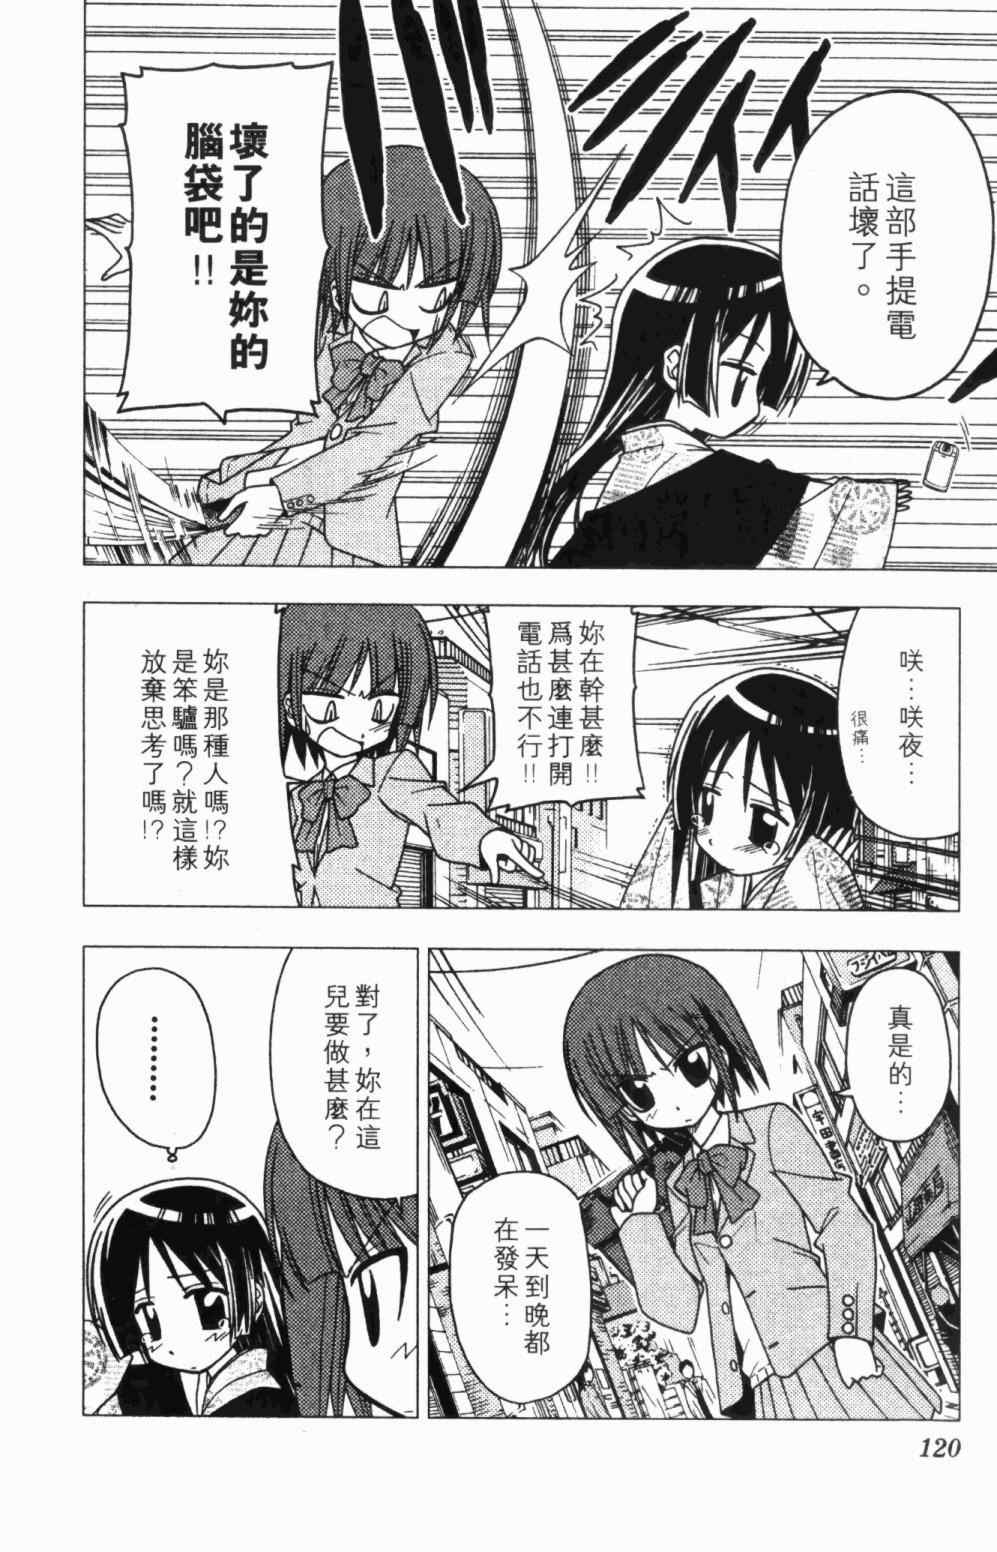 這部手提電
話壞了。
壞了的是妳的
腦袋吧!!
咲…咲夜…
很痛…
妳在幹甚麼!!
爲甚麼連打開
電話也不行!!
妳是那種人嗎!?妳
是笨驢嗎?就這樣
放棄思考了嗎!?
真是的…
一天到晚都
在發呆…
對了，妳在這
兒要做甚麼?
………
120